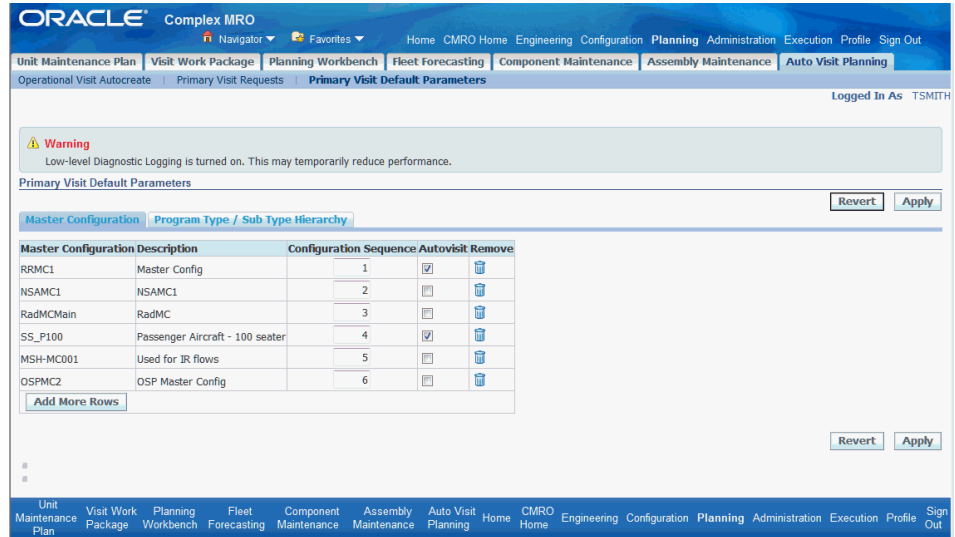 ORACLE® Complex MRO
Navigator Favorites Home CMRO Home Engineering Configuration Planning Administration Execution Profile Sign Out
Unit Maintenance Plan Visit Work Package Planning Workbench Fleet Forecasting Component Maintenance Assembly Maintenance Auto Visit Planning
Operational Visit Autocreate | Primary Visit Requests | Primary Visit Default Parameters
Logged In As TSMITH
Warning
Low-level Diagnostic Logging is turned on. This may temporarily reduce performance.
Primary Visit Default Parameters
Revert Apply
Master Configuration Program Type / Sub Type Hierarchy
Master Configuration Description Configuration Sequence Autovisit Remove
RRMC1 Master Config 1
NSAMC1 NSAMC1 2
RadMCMain RadMC 3
SS_P100 Passenger Aircraft - 100 seater 4
MSH-MC001 Used for IR flows 5
OSPMC2 OSP Master Config 6
Add More Rows
Revert Apply
Unit Maintenance Plan Visit Work Package Planning Workbench Fleet Forecasting Component Maintenance Assembly Maintenance Auto Visit Planning Home CMRO Home Engineering Configuration Planning Administration Execution Profile Sign Out